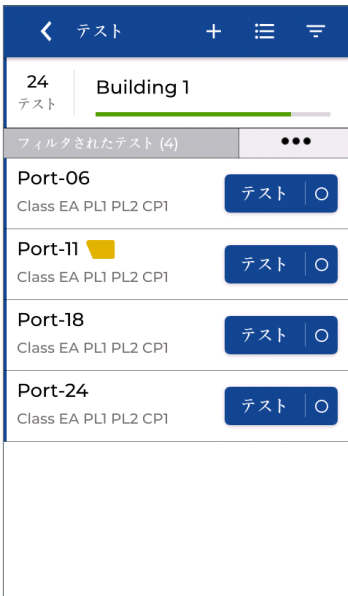 テスト
24
テスト
Building 1
フィルタされたテスト (4)
Port-06
Class EA PL1 PL2 CP1
テスト
Port-11
Class EA PL1 PL2 CP1
テスト
Port-18
Class EA PL1 PL2 CP1
テスト
Port-24
Class EA PL1 PL2 CP1
テスト